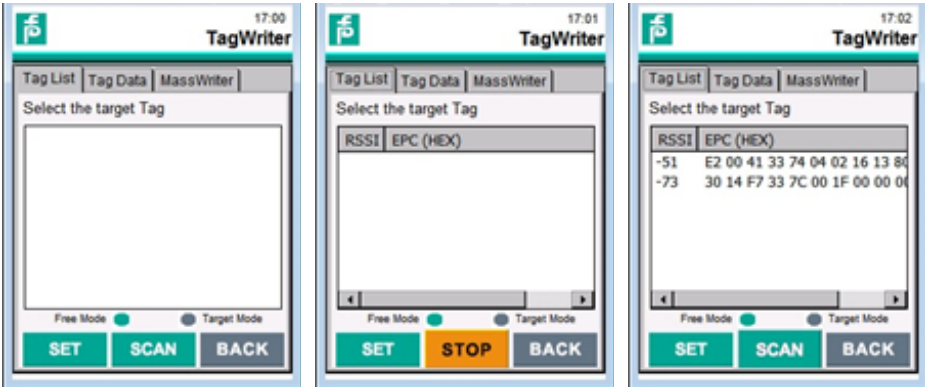 17:00
TagWriter
Tag List Tag Data MassWriter
Select the target Tag
Free Mode Target Mode
SET SCAN BACK
17:01
TagWriter
Tag List Tag Data MassWriter
Select the target Tag
RSSI EPC (HEX)
Free Mode Target Mode
SET STOP BACK
17:02
TagWriter
Tag List Tag Data MassWriter
Select the target Tag
RSSI EPC (HEX)
-51 E2 00 41 33 74 04 02 16 13 80
-73 30 14 F7 33 7C 00 1F 00 00 00
Free Mode Target Mode
SET SCAN BACK